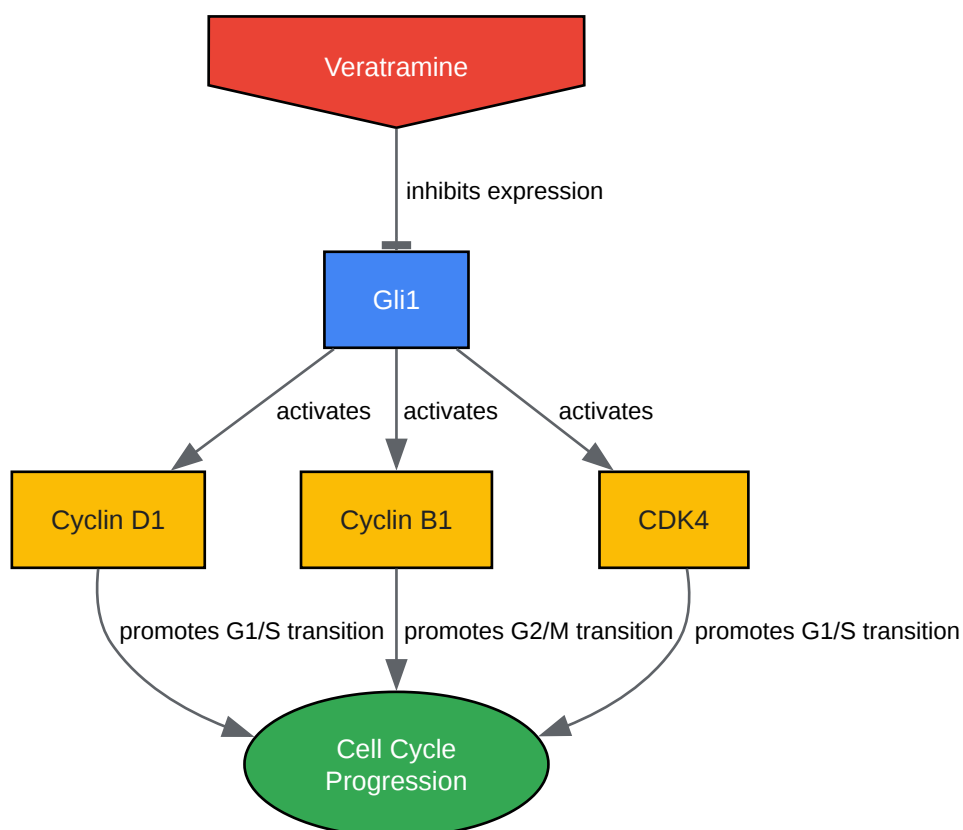 Veratramine
inhibits expression
Gli1
activates
activates
activates
Cyclin D1
Cyclin B1
CDK4
promotes G1/S transition
promotes G2/M transition
promotes G1/S transition
Cell Cycle
Progression